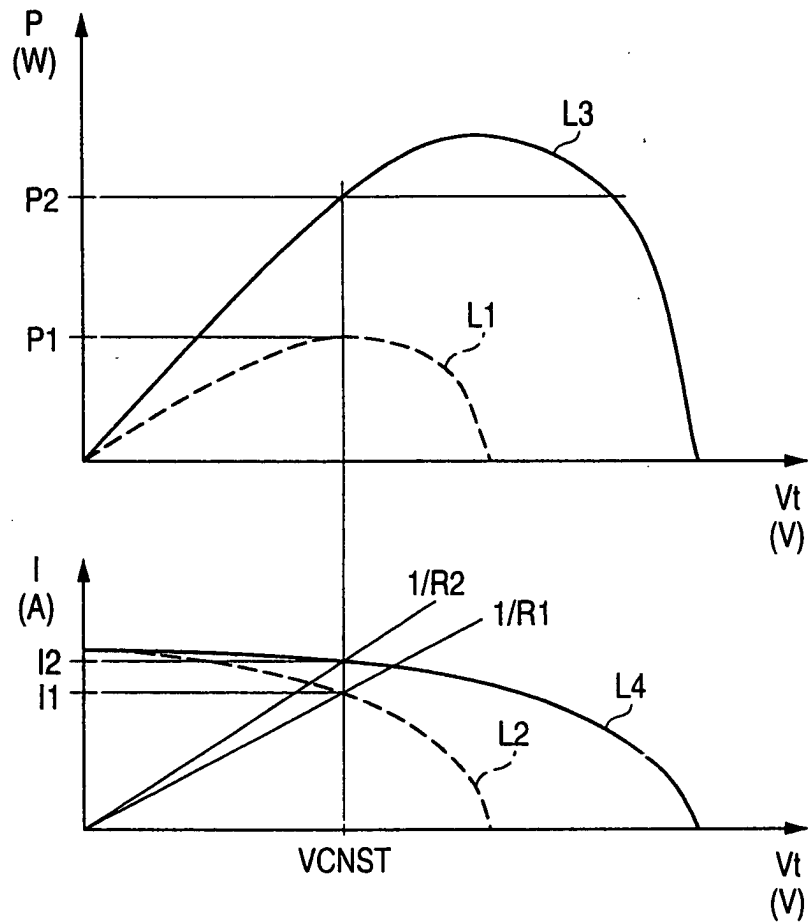 P
(W)
L3
P2
L1
P1
Vt
(V)
I
(A)
1/R2
1/R1
I2
I1
L4
L2
VCNST
Vt
(V)